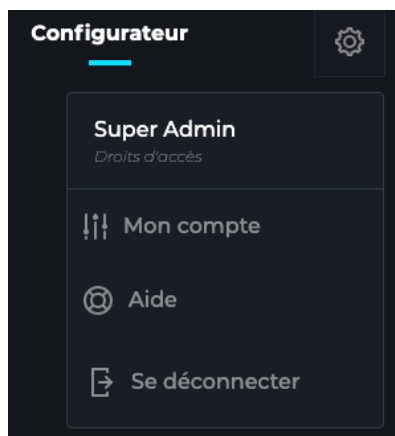 Configurateur
Super Admin
Droits d'accès
Mon compte
Aide
Se déconnecter